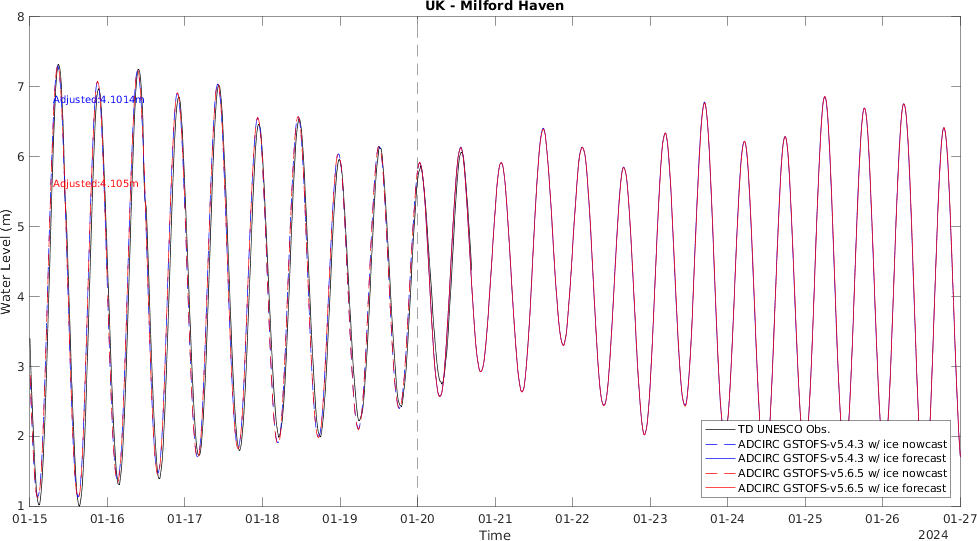 UK - Milford Haven
8
7
6
5
4
3
2
1
Water Level (m)
Adjusted:4.1014m
Adjusted:4.105m
TD UNESCO Obs.
ADCIRC GSTOFS-v5.4.3 w/ ice nowcast
ADCIRC GSTOFS-v5.4.3 w/ ice forecast
ADCIRC GSTOFS-v5.6.5 w/ ice nowcast
ADCIRC GSTOFS-v5.6.5 w/ ice forecast
01-15 01-16 01-17 01-18 01-19 01-20 01-21 01-22 01-23 01-24 01-25 01-26 01-27
Time
2024